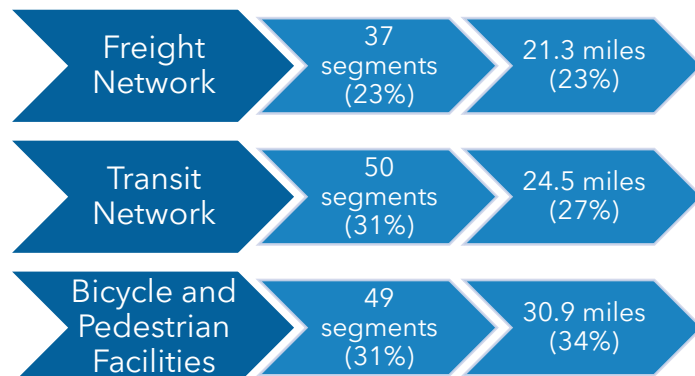 Freight
Network
37
segments
(23%)
21.3 miles
(23%)
Transit
Network
50
segments
(31%)
24.5 miles
(27%)
Bicycle and
Pedestrian
Facilities
49
segments
(31%)
30.9 miles
(34%)